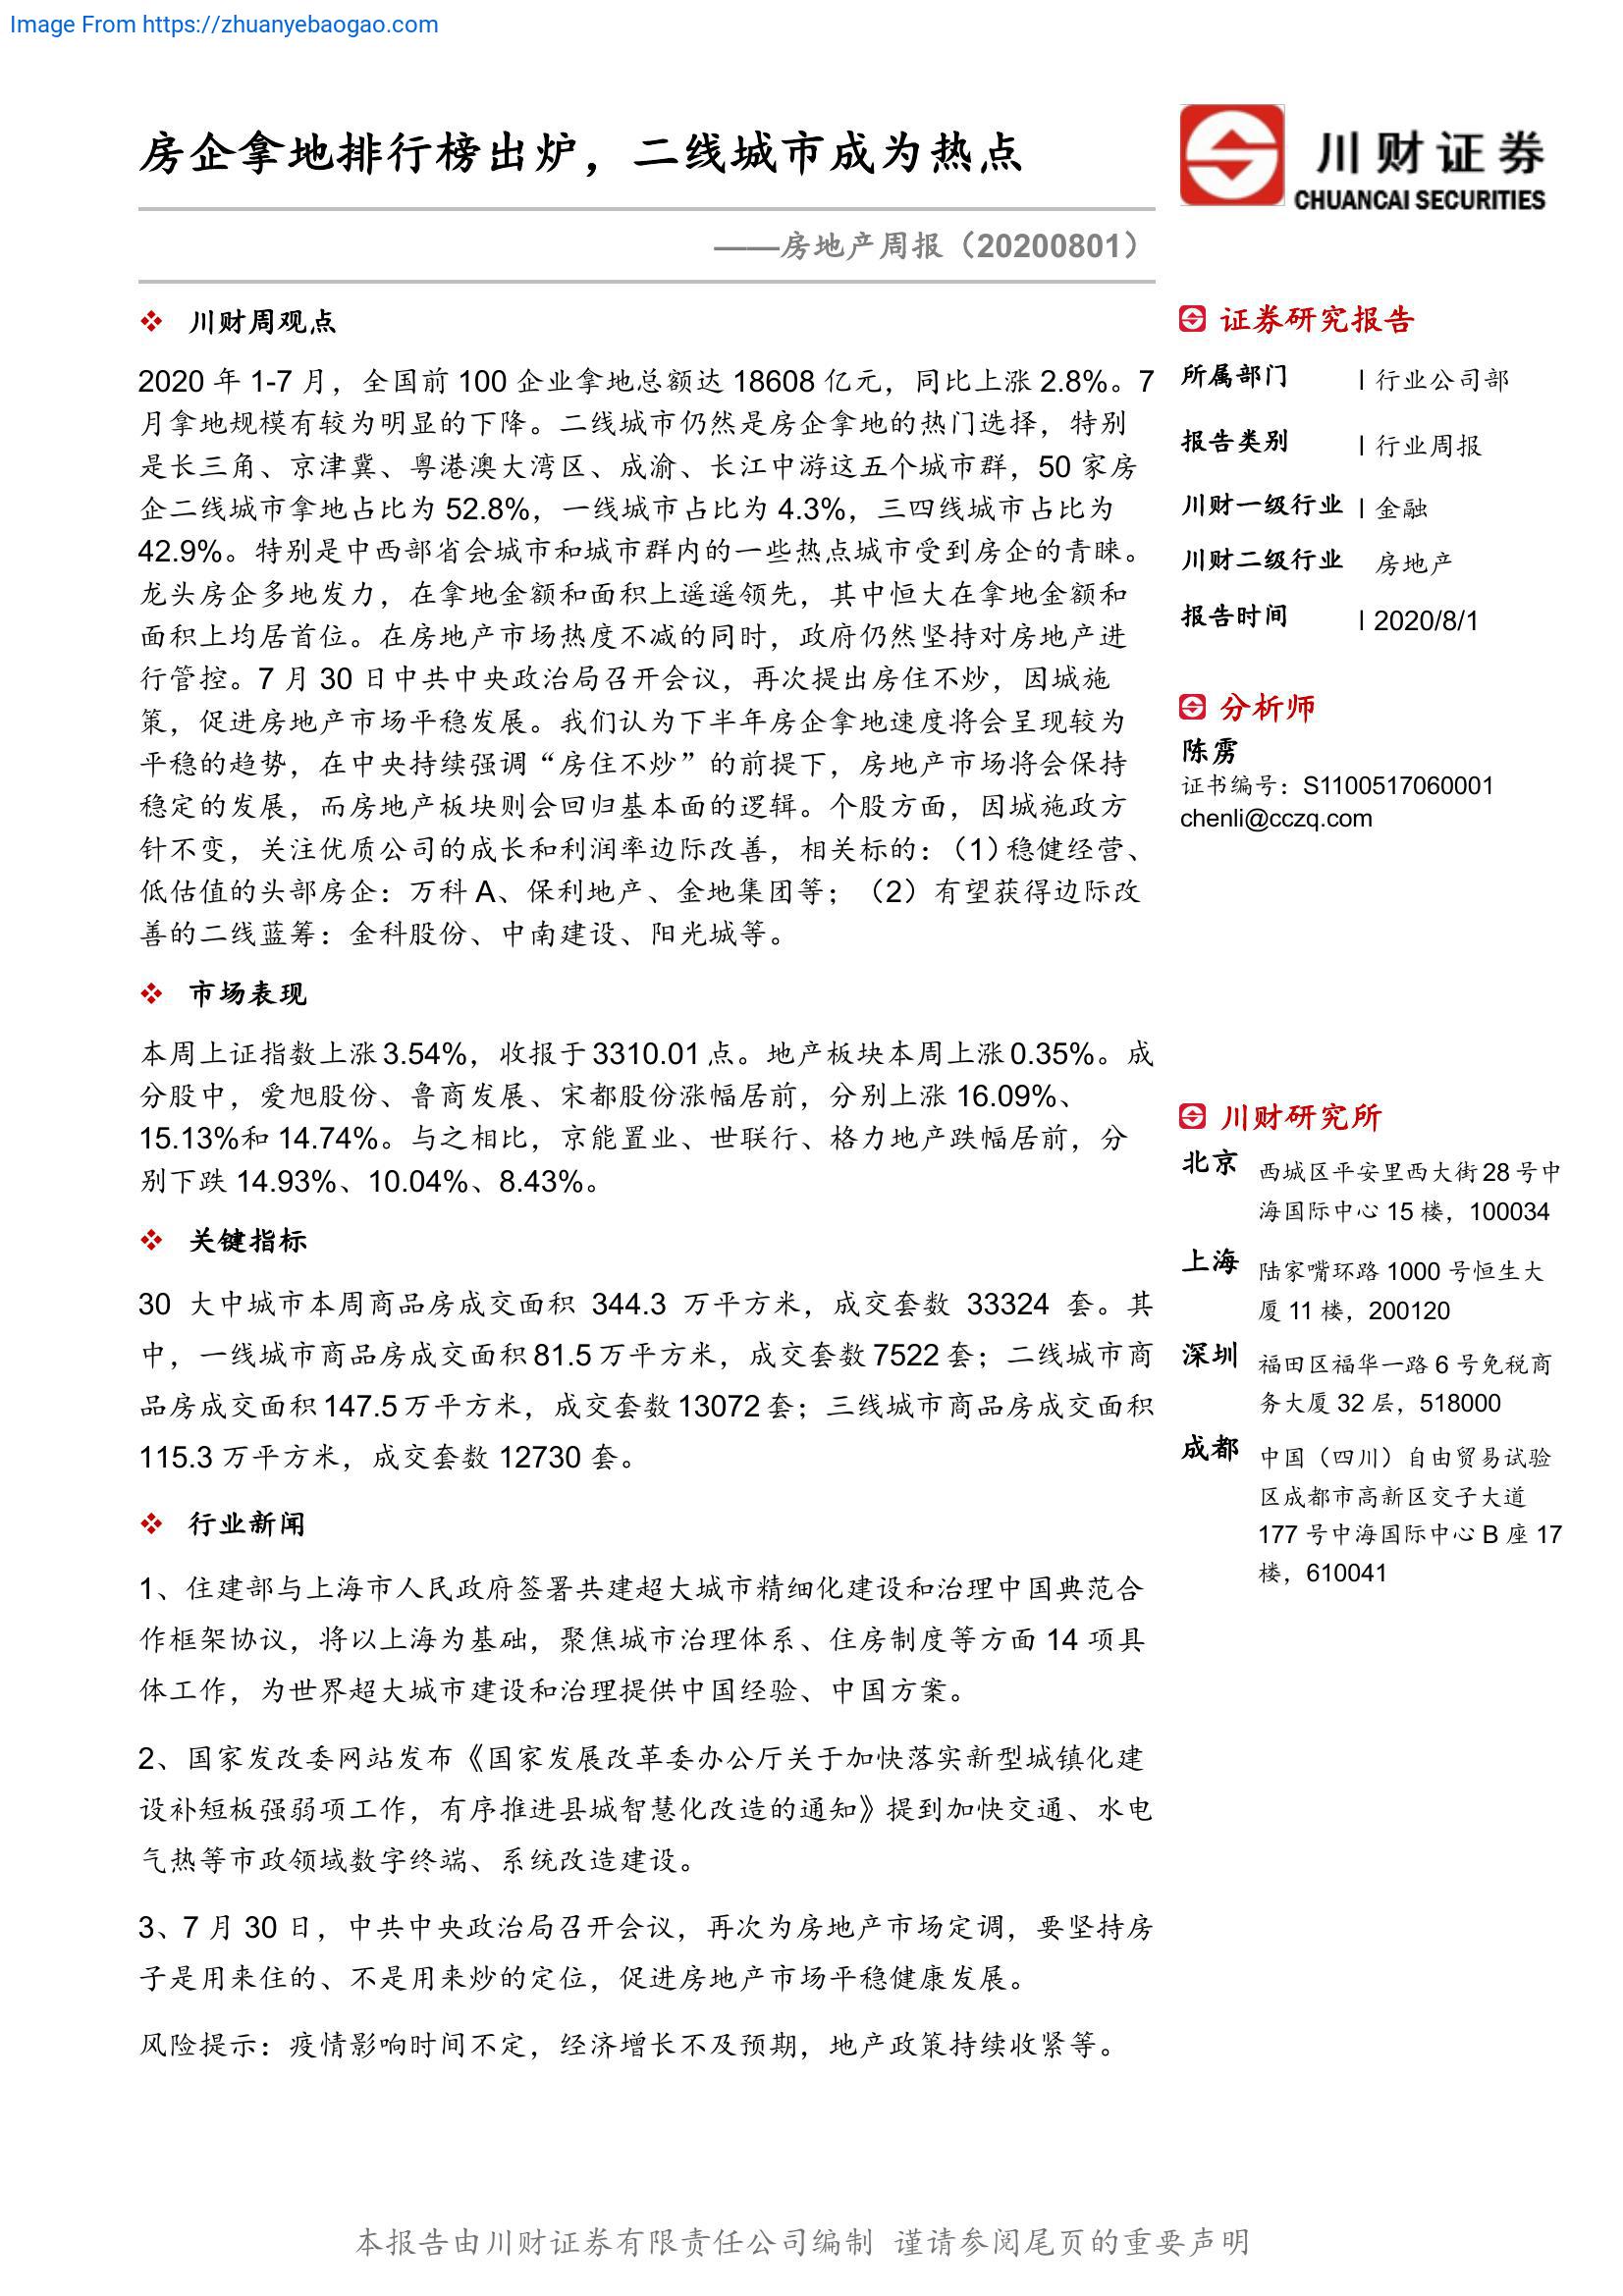 Image From https://zhuanyebaogao.com
房企拿地排行榜出炉，二线城市成为热点
川财证券
CHUANCAI SECURITIES
——房地产周报（20200801）
川财周观点
2020 年 1-7 月，全国前 100 企业拿地总额达 18608 亿元，同比上涨 2.8%。7
月拿地规模有较为明显的下降。二线城市仍然是房企拿地的热门选择，特别
是长三角、京津冀、粤港澳大湾区、成渝、长江中游这五个城市群，50 家房
企二线城市拿地占比为 52.8%，一线城市占比为 4.3%，三四线城市占比为
42.9%。特别是中西部省会城市和城市群内的一些热点城市受到房企的青睐。
龙头房企多地发力，在拿地金额和面积上遥遥领先，其中恒大在拿地金额和
面积上均居首位。在房地产市场热度不减的同时，政府仍然坚持对房地产进
行管控。7 月 30 日中共中央政治局召开会议，再次提出房住不炒，因城施
策，促进房地产市场平稳发展。我们认为下半年房企拿地速度将会呈现较为
平稳的趋势，在中央持续强调“房住不炒”的前提下，房地产市场将会保持
稳定的发展，而房地产板块则会回归基本面的逻辑。个股方面，因城施政方
针不变，关注优质公司的成长和利润率边际改善，相关标的：（1）稳健经营、
低估值的头部房企：万科 A、保利地产、金地集团等；（2）有望获得边际改
善的二线蓝筹：金科股份、中南建设、阳光城等。
市场表现
本周上证指数上涨 3.54%，收报于 3310.01 点。地产板块本周上涨 0.35%。成
分股中，爱旭股份、鲁商发展、宋都股份涨幅居前，分别上涨 16.09%、
15.13%和 14.74%。与之相比，京能置业、世联行、格力地产跌幅居前，分
别下跌 14.93%、10.04%、8.43%。
关键指标
30 大中城市本周商品房成交面积 344.3 万平方米，成交套数 33324 套。其
中，一线城市商品房成交面积 81.5 万平方米，成交套数 7522 套；二线城市商
品房成交面积 147.5 万平方米，成交套数 13072 套；三线城市商品房成交面积
115.3 万平方米，成交套数 12730 套。
行业新闻
1、住建部与上海市人民政府签署共建超大城市精细化建设和治理中国典范合
作框架协议，将以上海为基础，聚焦城市治理体系、住房制度等方面 14 项具
体工作，为世界超大城市建设和治理提供中国经验、中国方案。
2、国家发改委网站发布《国家发展改革委办公厅关于加快落实新型城镇化建
设补短板强弱项工作，有序推进县城智慧化改造的通知》提到加快交通、水电
气热等市政领域数字终端、系统改造建设。
3、7 月 30 日，中共中央政治局召开会议，再次为房地产市场定调，要坚持房
子是用来住的、不是用来炒的定位，促进房地产市场平稳健康发展。
风险提示：疫情影响时间不定，经济增长不及预期，地产政策持续收紧等。
证券研究报告
所属部门 | 行业公司部
报告类别 | 行业周报
川财一级行业 | 金融
川财二级行业 房地产
报告时间 | 2020/8/1
分析师
陈雳
证书编号：S1100517060001
chenli@cczq.com
川财研究所
北京 西城区平安里西大街 28 号中
海国际中心 15 楼，100034
上海 陆家嘴环路 1000 号恒生大
厦 11 楼，200120
深圳 福田区福华一路 6 号免税商
务大厦 32 层，518000
成都 中国（四川）自由贸易试验
区成都市高新区交子大道
177 号中海国际中心 B 座 17
楼，610041
本报告由川财证券有限责任公司编制 谨请参阅尾页的重要声明